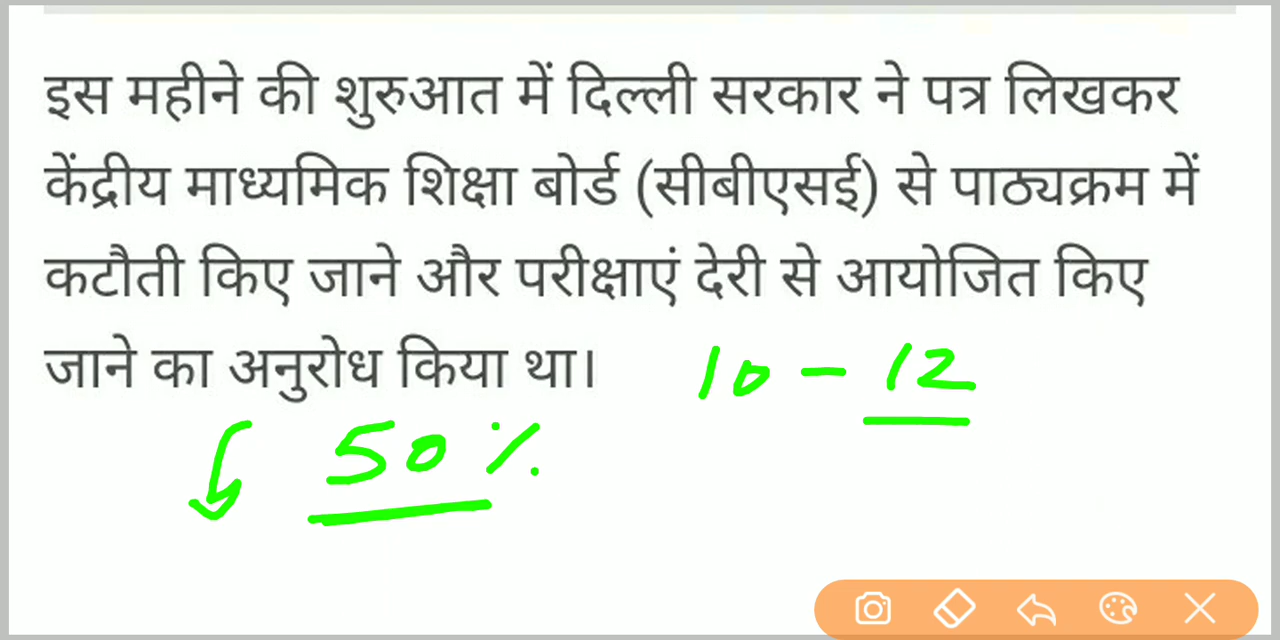 इस महीने की शुरुआत में दिल्ली सरकार ने पत्र लिखकर
केंद्रीय माध्यमिक शिक्षा बोर्ड (सीबीएसई) से पाठ्यक्रम में
कटौती किए जाने और परीक्षाएं देरी से आयोजित किए
जाने का अनुरोध किया था। 10 - 12
50 %